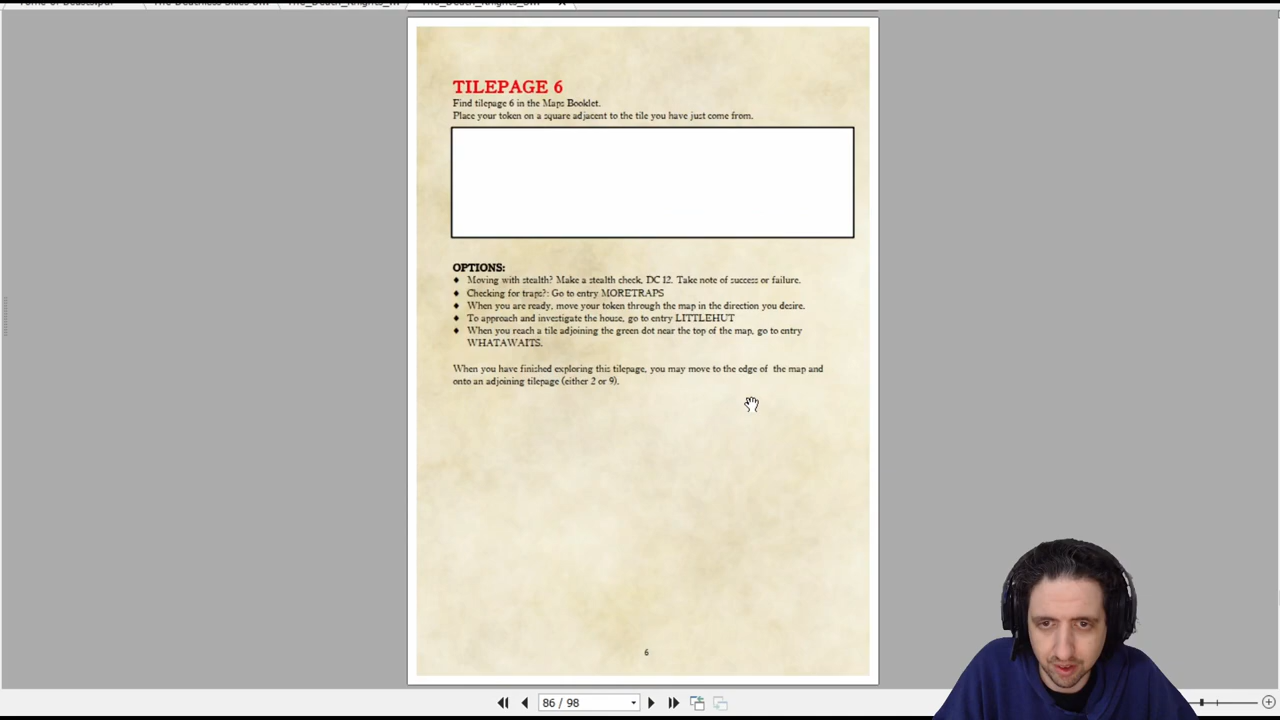 The_Death_Knights_
TILEPAGE 6
Find tilepage 6 in the Maps Booklet.
Place your token on a square adjacent to the tile you have just come from.
OPTIONS:
♦ Moving with stealth? Make a stealth check, DC 12. Take note of success or failure.
♦ Checking for traps?: Go to entry MORETRAPS
♦ When you are ready, move your token through the map in the direction you desire.
♦ To approach and investigate the house, go to entry LITTLEHUT
♦ When you reach a tile adjoining the green dot near the top of the map, go to entry
WHATAWAITS.
When you have finished exploring this tilepage, you may move to the edge of the map and
onto an adjoining tilepage (either 2 or 9).
6
86 / 98